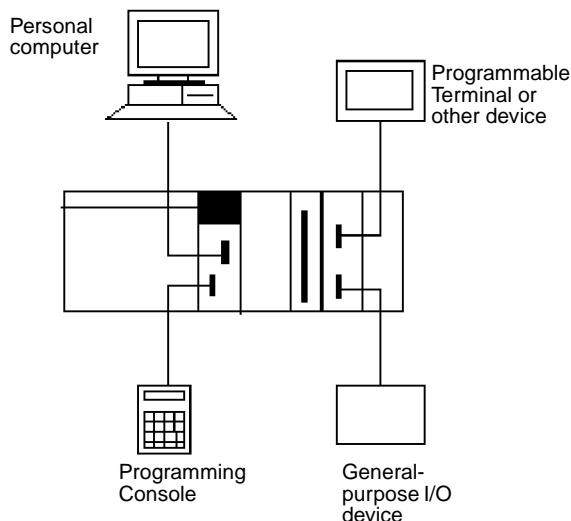 Personal
computer
Programmable
Terminal or
other device
Programming
Console
General-
purpose I/O
device